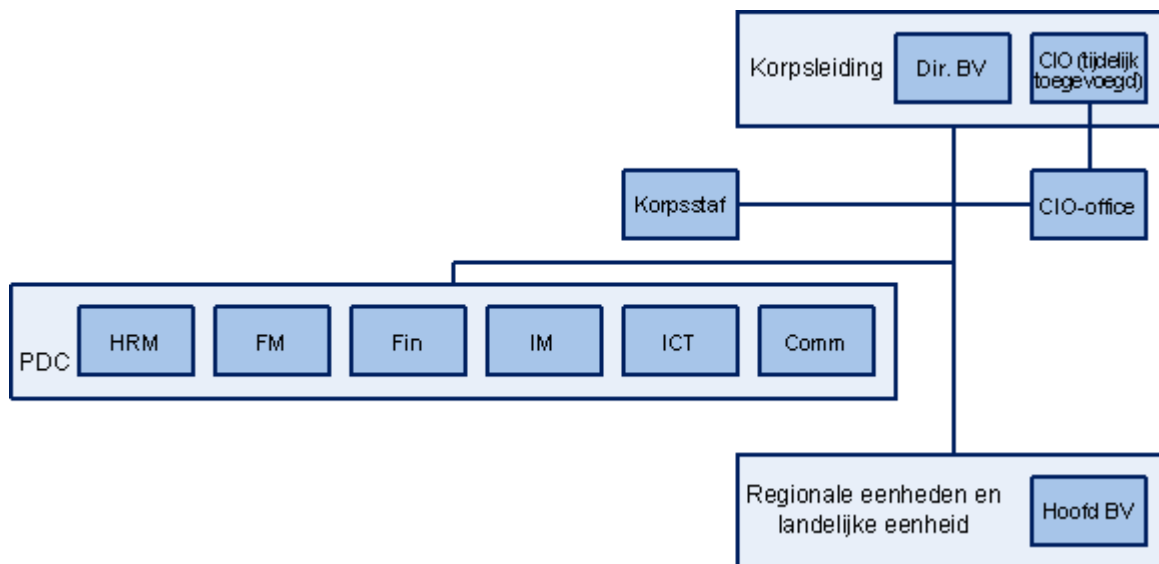 Korpsleiding
Dir. BV
CIO (tijdelijk
toegevoegd)
Korpsstaf
CIO-office
PDC
HRM
FM
Fin
IM
ICT
Comm
Regionale eenheden en
landelijke eenheid
Hoofd BV